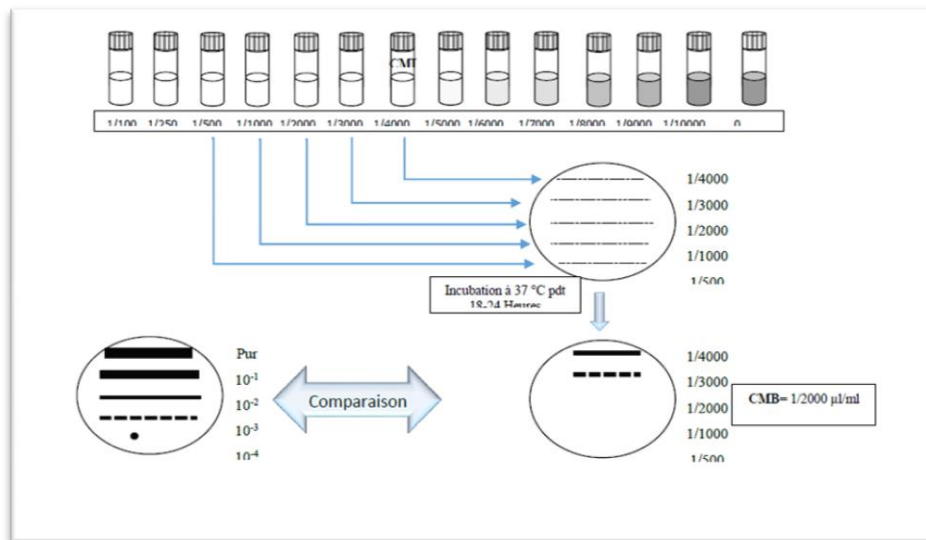 CMI
1/100 1/250 1/500 1/1000 1/2000 1/3000 1/4000 1/5000 1/6000 1/7000 1/8000 1/9000 1/10000 0
1/4000
1/3000
1/2000
1/1000
1/500
Incubation à 37 °C pdt
18-24 Heures
Pur
10⁻¹
10⁻²
10⁻³
10⁻⁴
Comparaison
1/4000
1/3000
1/2000
1/1000
1/500
CMB= 1/2000 µl/ml